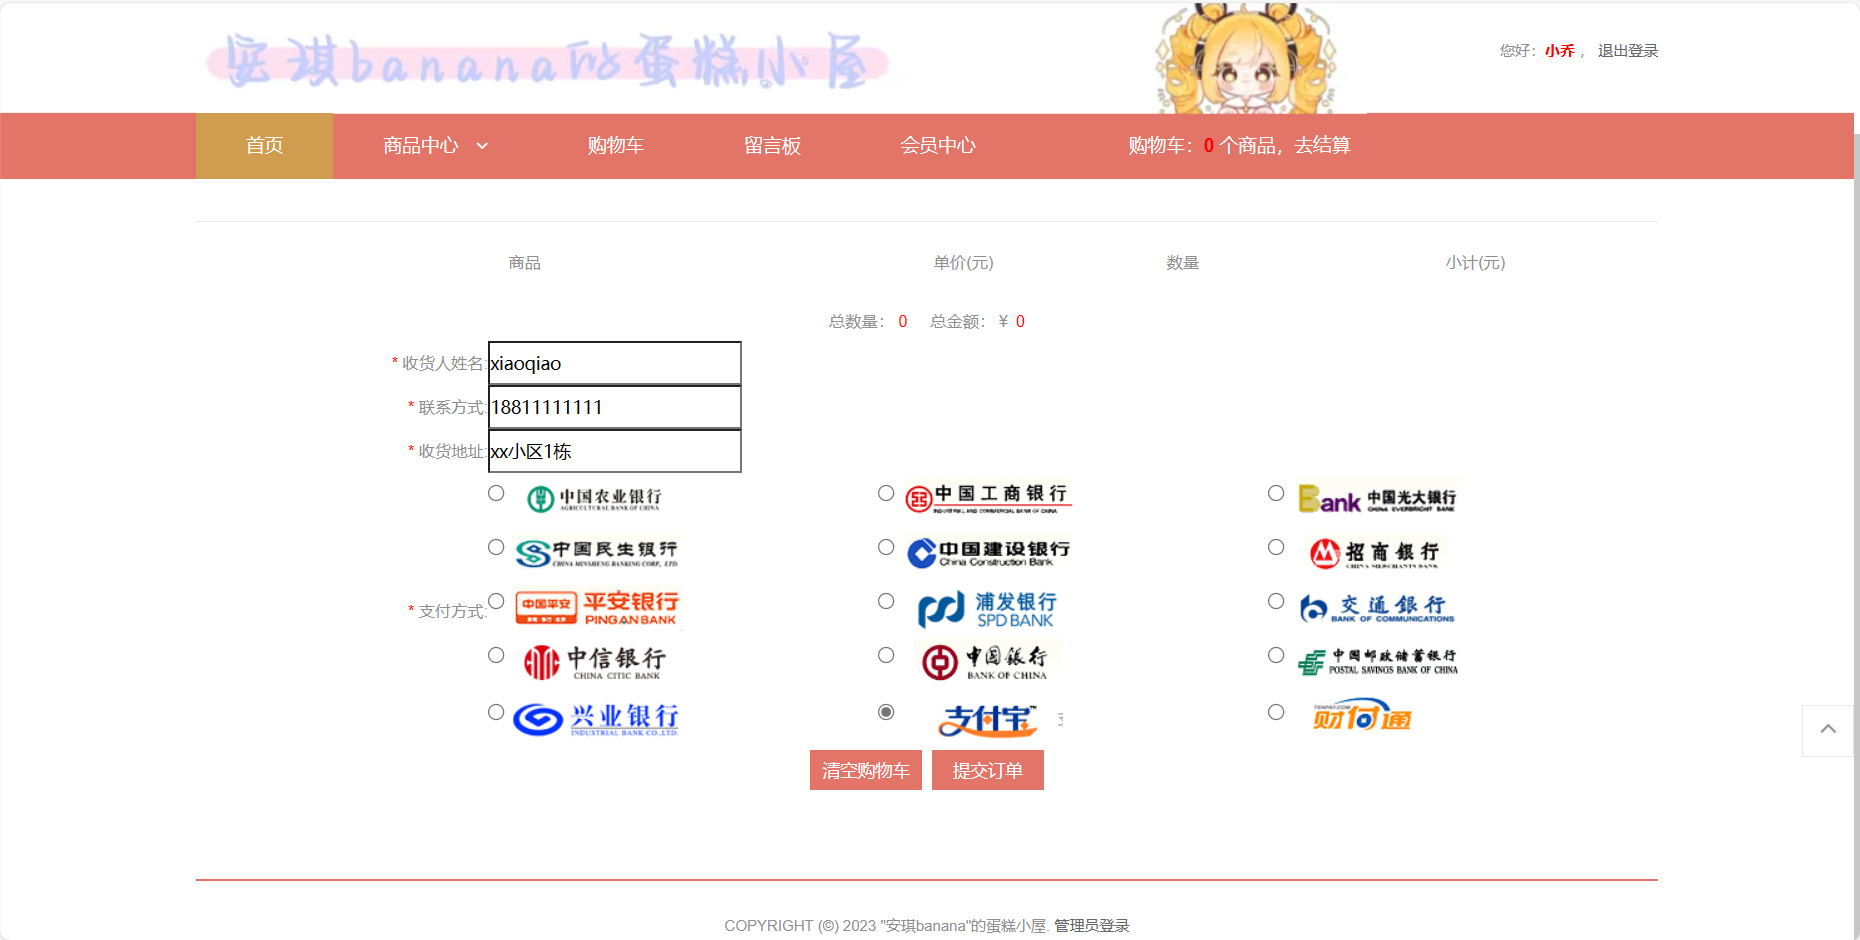 安琪banana的蛋糕小屋
您好：小乔， 退出登录
首页 商品中心 购物车 留言板 会员中心 购物车：0 个商品，去结算
商品 单价(元) 数量 小计(元)
总数量： 0 总金额：￥ 0
* 收货人姓名: xiaoqiao
* 联系方式: 18811111111
* 收货地址: xx小区1栋
* 支付方式:
中国农业银行 AGRICULTURAL BANK OF CHINA
中国工商银行 INDUSTRIAL AND COMMERCIAL BANK OF CHINA
Bank 中国光大银行 CHINA EVERBRIGHT BANK
中国民生银行 CHINA MINSHENG BANKING CORP., LTD.
中国建设银行 China Construction Bank
招商銀行 CHINA MERCHANTS BANK
中国平安 平安银行 PINGAN BANK
浦发银行 SPD BANK
交通銀行 BANK OF COMMUNICATIONS
中信银行 CHINA CITIC BANK
中国银行 BANK OF CHINA
中国邮政储蓄银行 POSTAL SAVINGS BANK OF CHINA
兴业银行 INDUSTRIAL BANK CO.,LTD.
支付宝™
TENPAY.COM 财付通
清空购物车 提交订单
COPYRIGHT (©) 2023 "安琪banana"的蛋糕小屋. 管理员登录